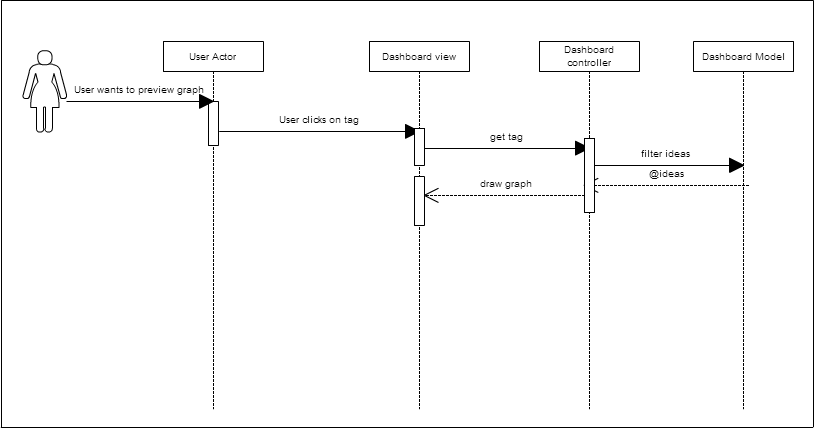 User Actor
Dashboard view
Dashboard
controller
Dashboard Model
User wants to preview graph
User clicks on tag
get tag
filter ideas
@ideas
draw graph